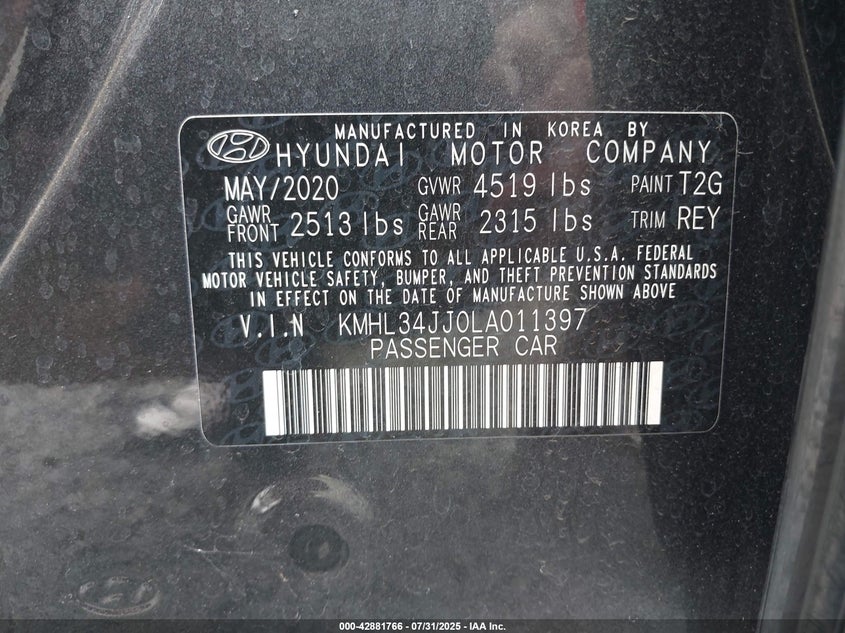 MANUFACTURED IN KOREA BY
HYUNDAI MOTOR COMPANY
MAY/2020 GVWR 4519 lbs PAINT T2G
GAWR FRONT 2513 lbs GAWR REAR 2315 lbs TRIM REY
THIS VEHICLE CONFORMS TO ALL APPLICABLE U.S.A. FEDERAL
MOTOR VEHICLE SAFETY, BUMPER, AND THEFT PREVENTION STANDARDS
IN EFFECT ON THE DATE OF MANUFACTURE SHOWN ABOVE
V.I.N KMHL34JJ0LA011397
PASSENGER CAR
000-42881766 - 07/31/2025 - IAA Inc.